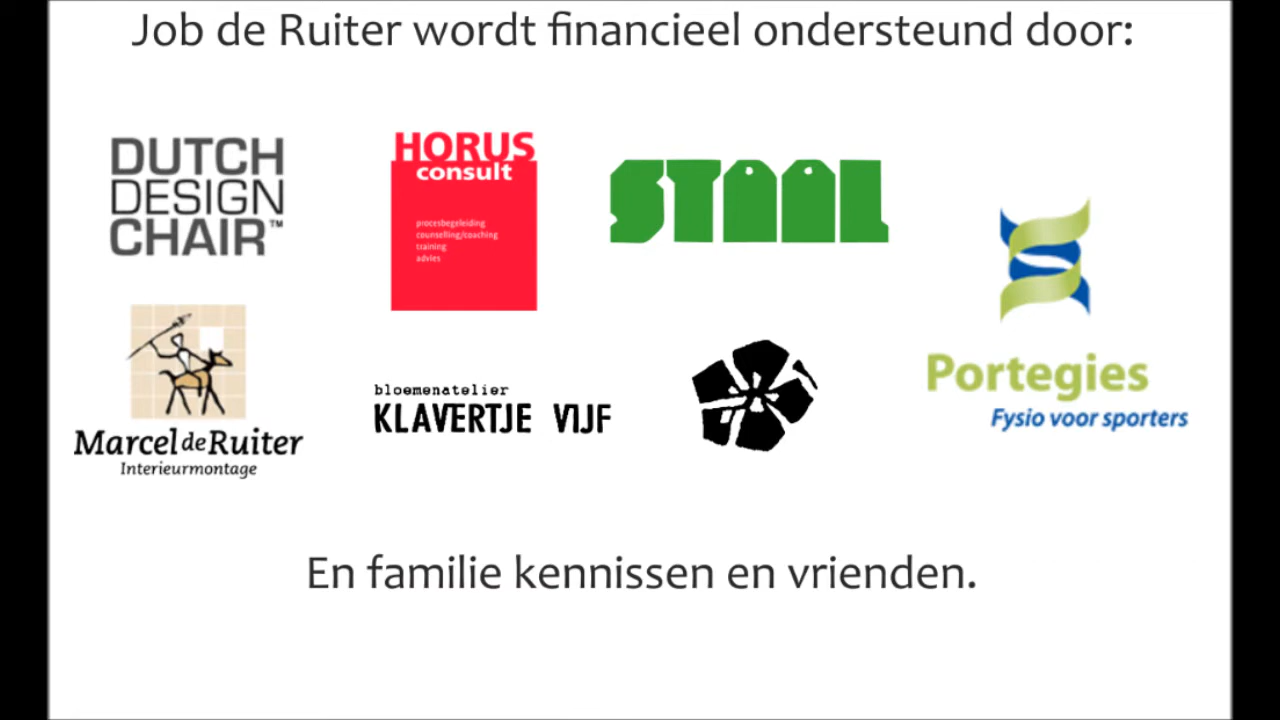 Job de Ruiter wordt financieel ondersteund door:
DUTCH
DESIGN
CHAIR™
HORUS
consult
procesbegeleiding
counselling/coaching
training
advies
STAAL
Marcel de Ruiter
Interieurmontage
bloemenatelier
KLAVERTJE VIJF
Portegies
Fysio voor sporters
En familie kennissen en vrienden.